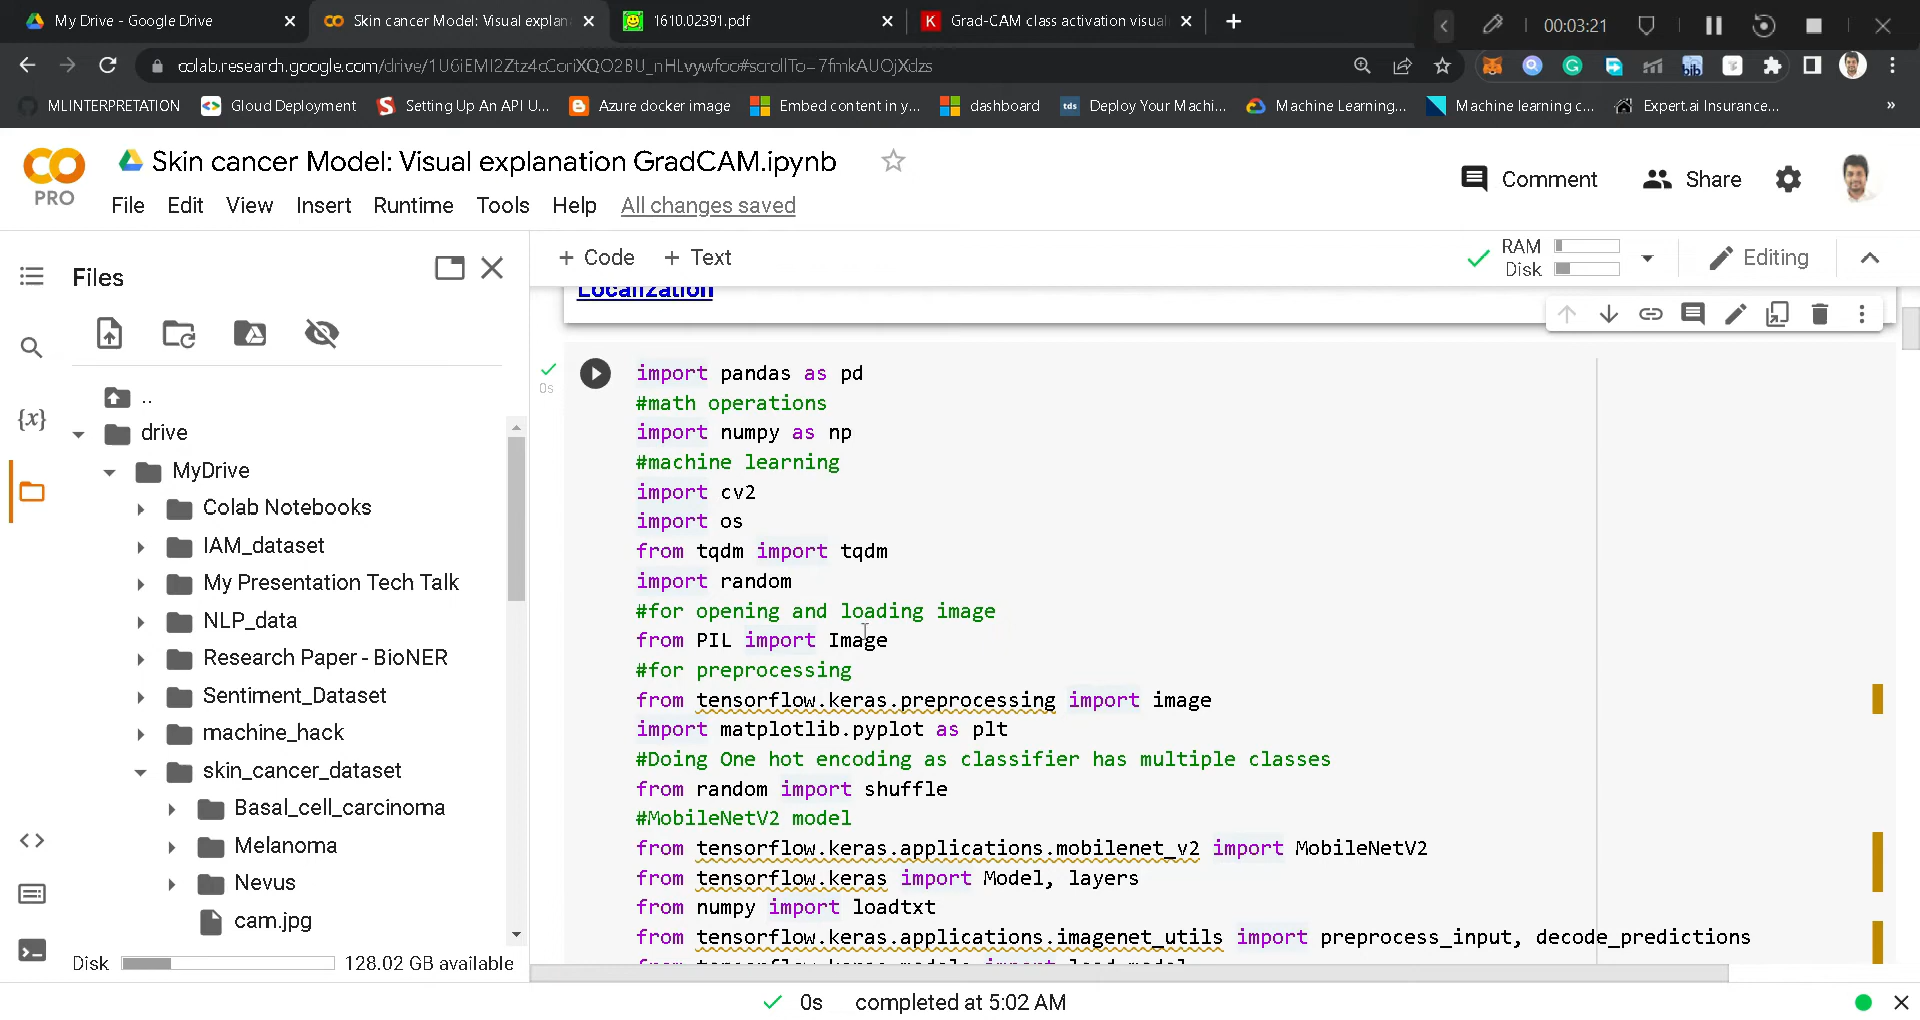 My Drive - Google Drive
Skin cancer Model: Visual explan
1610.02391.pdf
Grad-CAM class activation visual
00:03:21
MLINTERPRETATION
Gloud Deployment
Setting Up An API U...
Azure docker image
Embed content in y...
dashboard
Deploy Your Machi...
Machine Learning...
Machine learning c...
Expert.ai Insurance...
Skin cancer Model: Visual explanation GradCAM.ipynb
PRO
File Edit View Insert Runtime Tools Help All changes saved
Comment
Share
Files
+ Code + Text
RAM
Disk
Editing
Localization
..
drive
MyDrive
Colab Notebooks
IAM_dataset
My Presentation Tech Talk
NLP_data
Research Paper - BioNER
Sentiment_Dataset
machine_hack
skin_cancer_dataset
Basal_cell_carcinoma
Melanoma
Nevus
cam.jpg
Disk 128.02 GB available
0s
import pandas as pd
#math operations
import numpy as np
#machine learning
import cv2
import os
from tqdm import tqdm
import random
#for opening and loading image
from PIL import Image
#for preprocessing
from tensorflow.keras.preprocessing import image
import matplotlib.pyplot as plt
#Doing One hot encoding as classifier has multiple classes
from random import shuffle
#MobileNetV2 model
from tensorflow.keras.applications.mobilenet_v2 import MobileNetV2
from tensorflow.keras import Model, layers
from numpy import loadtxt
from tensorflow.keras.applications.imagenet_utils import preprocess_input, decode_predictions
from tensorflow.keras.models import load_model
0s completed at 5:02 AM